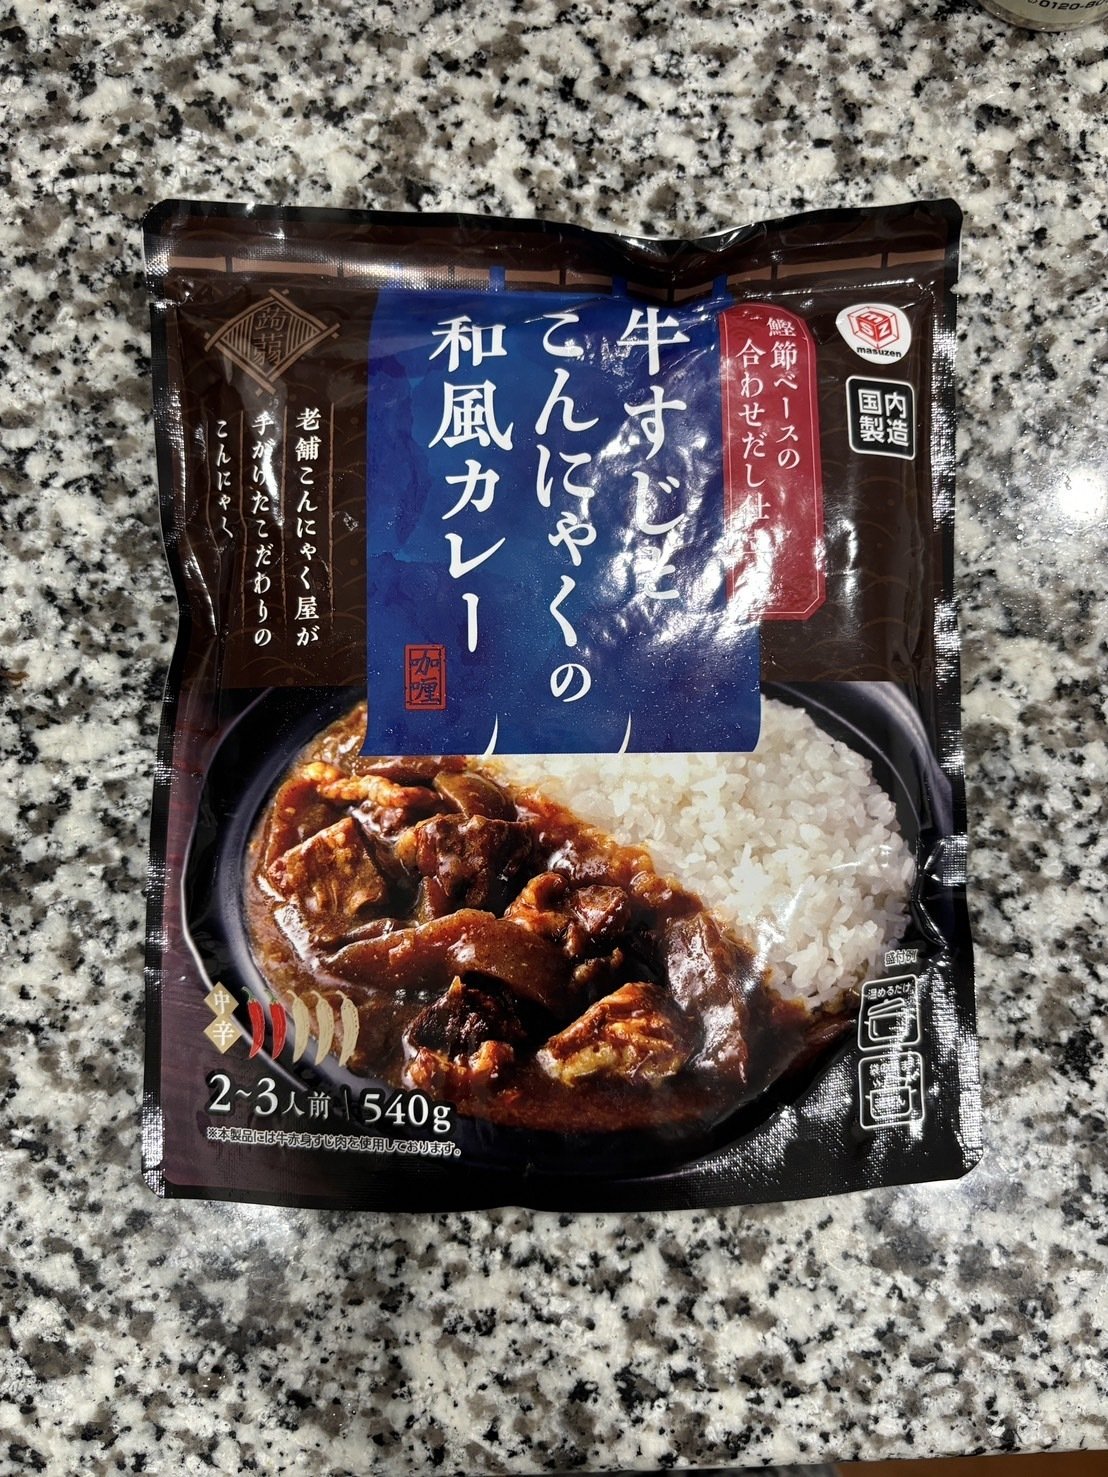 鰹節ベースの
合わせだし仕
牛すじと
こんにゃくの
和風カレー
咖喱
蒟蒻
老舗こんにゃく屋が
手がけたこだわりの
こんにゃく
masuzen
国内
製造
盛付例
温めるだけ
中辛
2~3人前 540g
※本製品には牛赤身すじ肉を使用しております。